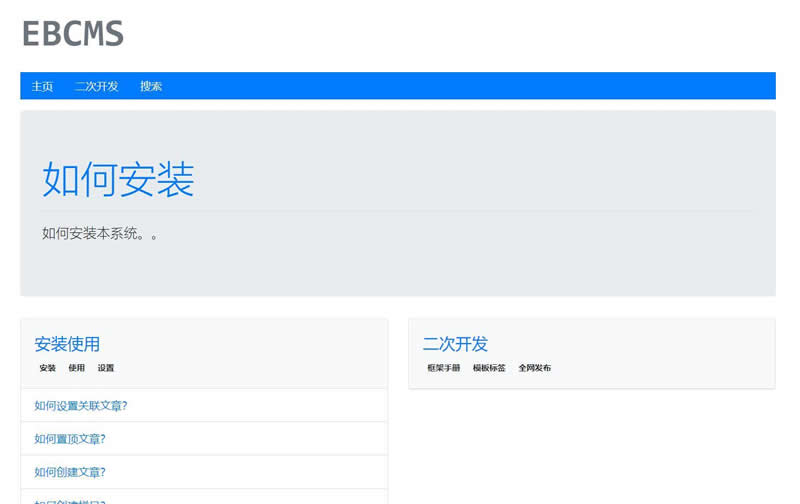 EBCMS
主页 二次开发 搜索
如何安装
如何安装本系统。。
安装使用
安装 使用 设置
如何设置关联文章?
如何置顶文章?
如何创建文章?
二次开发
框架手册 模板标签 全网发布